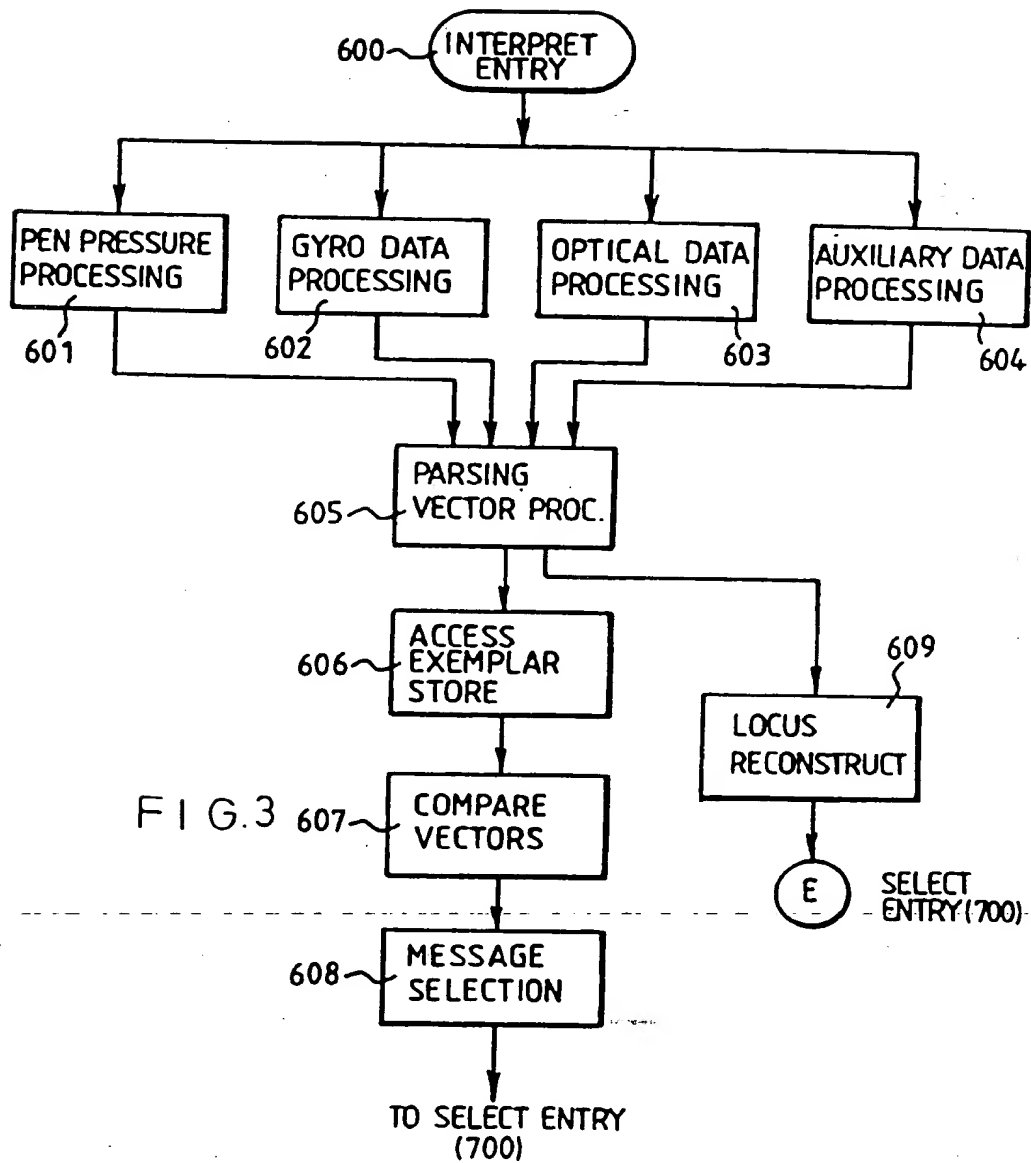 600
INTERPRET
ENTRY
PEN PRESSURE
PROCESSING
601
GYRO DATA
PROCESSING
602
OPTICAL DATA
PROCESSING
603
AUXILIARY DATA
PROCESSING
604
PARSING
VECTOR PROC.
605
ACCESS
EXEMPLAR
STORE
606
609
LOCUS
RECONSTRUCT
FIG.3
607
COMPARE
VECTORS
E
SELECT
ENTRY(700)
608
MESSAGE
SELECTION
TO SELECT ENTRY
(700)